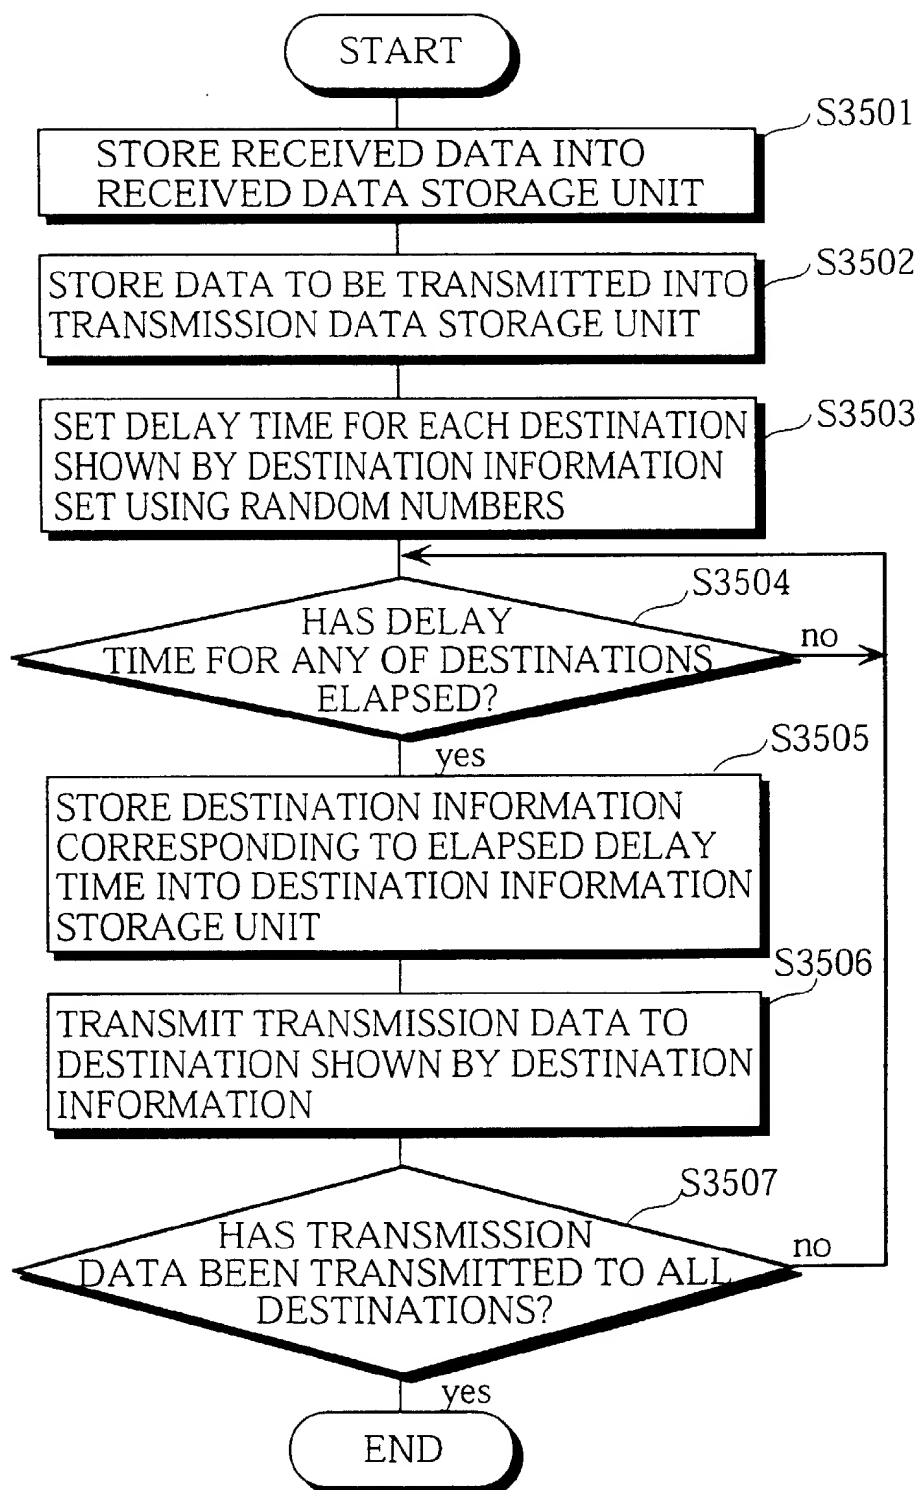 START
S3501
STORE RECEIVED DATA INTO
RECEIVED DATA STORAGE UNIT
S3502
STORE DATA TO BE TRANSMITTED INTO
TRANSMISSION DATA STORAGE UNIT
S3503
SET DELAY TIME FOR EACH DESTINATION
SHOWN BY DESTINATION INFORMATION
SET USING RANDOM NUMBERS
S3504
HAS DELAY
TIME FOR ANY OF DESTINATIONS
ELAPSED?
no
yes
S3505
STORE DESTINATION INFORMATION
CORRESPONDING TO ELAPSED DELAY
TIME INTO DESTINATION INFORMATION
STORAGE UNIT
S3506
TRANSMIT TRANSMISSION DATA TO
DESTINATION SHOWN BY DESTINATION
INFORMATION
S3507
HAS TRANSMISSION
DATA BEEN TRANSMITTED TO ALL
DESTINATIONS?
no
yes
END